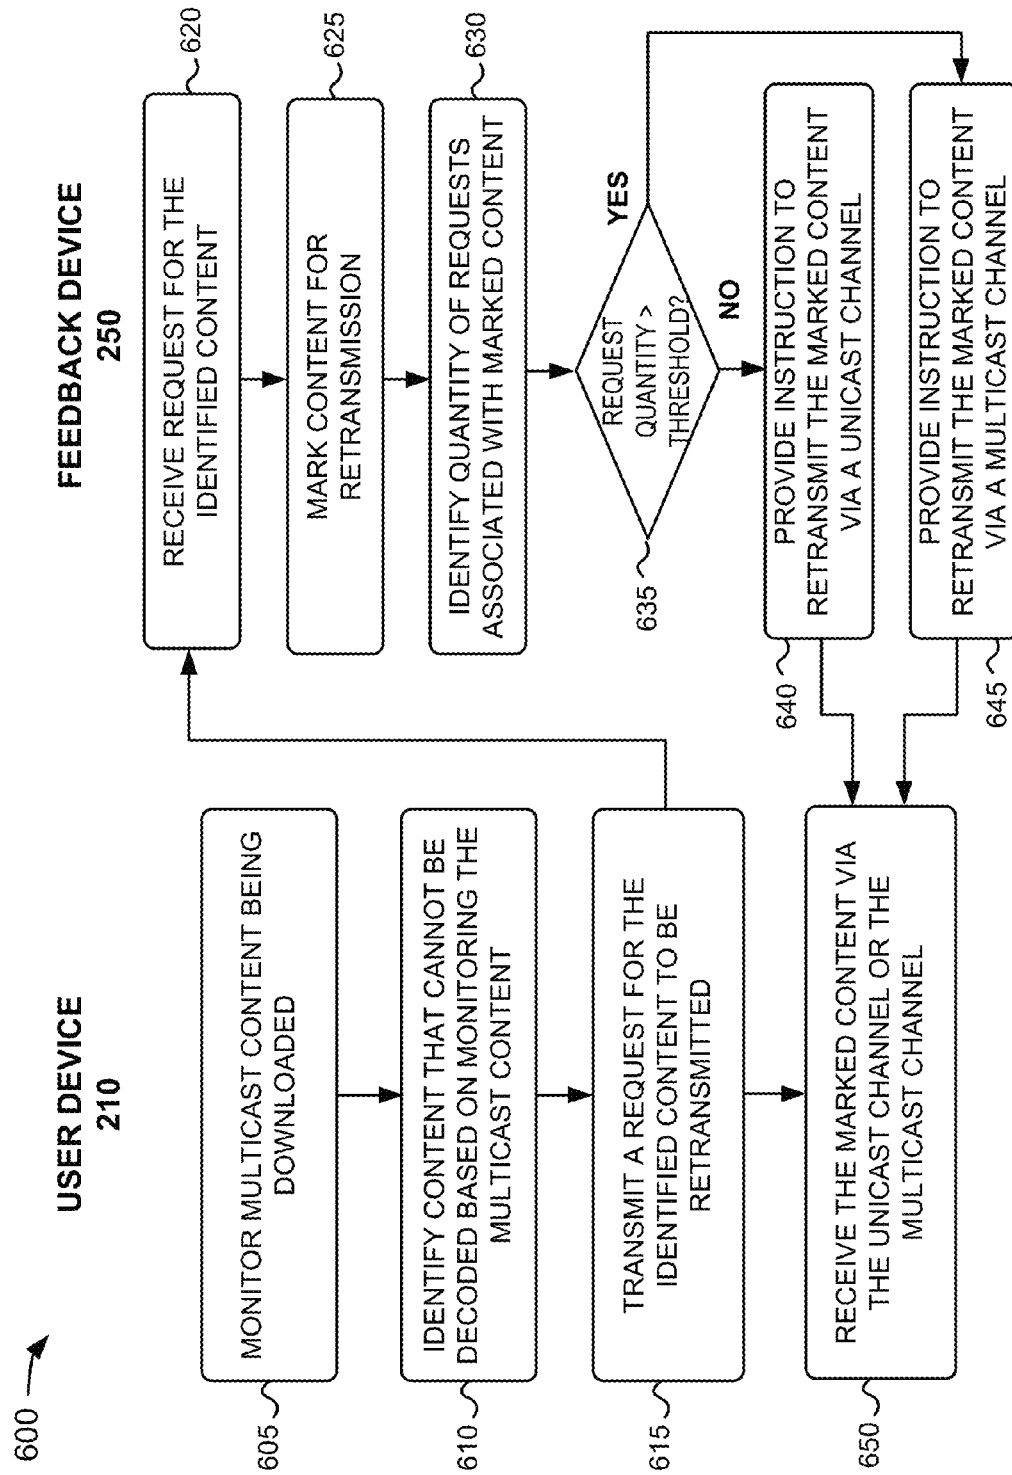 600
USER DEVICE
210
605
MONITOR MULTICAST CONTENT BEING
DOWNLOADED
610
IDENTIFY CONTENT THAT CANNOT BE
DECODED BASED ON MONITORING THE
MULTICAST CONTENT
615
TRANSMIT A REQUEST FOR THE
IDENTIFIED CONTENT TO BE
RETRANSMITTED
650
RECEIVE THE MARKED CONTENT VIA
THE UNICAST CHANNEL OR THE
MULTICAST CHANNEL
FEEDBACK DEVICE
250
620
RECEIVE REQUEST FOR THE
IDENTIFIED CONTENT
625
MARK CONTENT FOR
RETRANSMISSION
630
IDENTIFY QUANTITY OF REQUESTS
ASSOCIATED WITH MARKED CONTENT
635
REQUEST
QUANTITY >
THRESHOLD?
YES
NO
640
PROVIDE INSTRUCTION TO
RETRANSMIT THE MARKED CONTENT
VIA A UNICAST CHANNEL
645
PROVIDE INSTRUCTION TO
RETRANSMIT THE MARKED CONTENT
VIA A MULTICAST CHANNEL